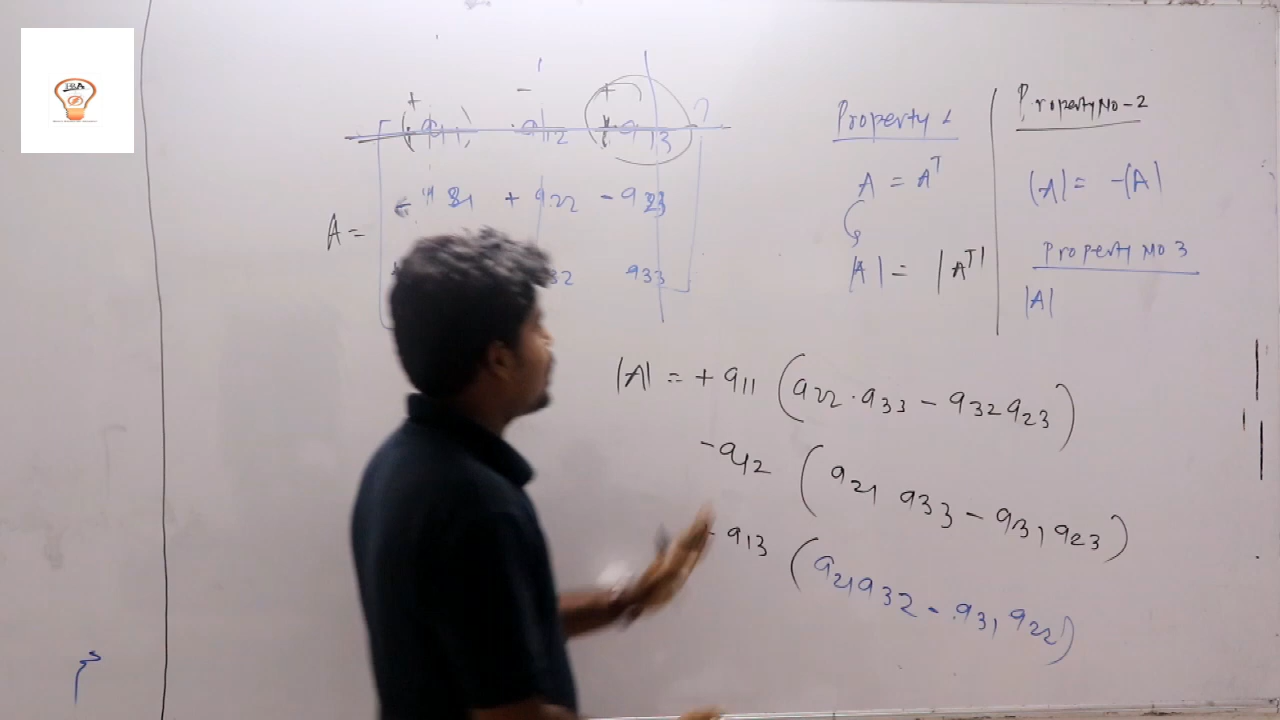 + - +
a11 a12 + a13
- a21 + a22 - a23
A =
32 a33
Property 1
A = A^T
|A| = |A^T|
Property No-2
|A| = -|A|
Property No 3
|A|
|A| = + a11 (a22 . a33 - a32 a23)
- a12 (a21 a33 - a31 a23)
a13 (a21 a32 - a31 a22)